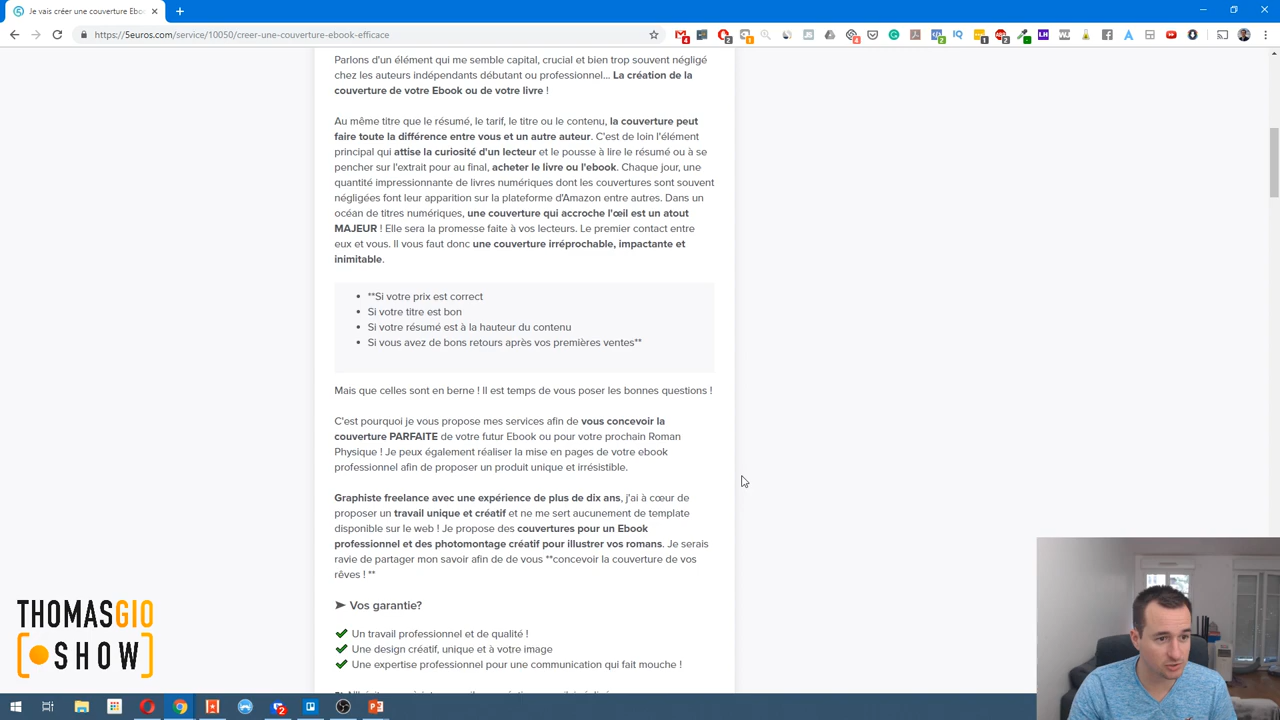 Je vais créer une couverture Eboo
https://5euros.com/service/10050/creer-une-couverture-ebook-efficace
Parlons d'un élément qui me semble capital, crucial et bien trop souvent négligé
chez les auteurs indépendants débutant ou professionnel... La création de la
couverture de votre Ebook ou de votre livre !
Au même titre que le résumé, le tarif, le titre ou le contenu, la couverture peut
faire toute la différence entre vous et un autre auteur. C'est de loin l'élément
principal qui attise la curiosité d'un lecteur et le pousse à lire le résumé ou à se
pencher sur l'extrait pour au final, acheter le livre ou l'ebook. Chaque jour, une
quantité impressionnante de livres numériques dont les couvertures sont souvent
négligées font leur apparition sur la plateforme d'Amazon entre autres. Dans un
océan de titres numériques, une couverture qui accroche l'œil est un atout
MAJEUR ! Elle sera la promesse faite à vos lecteurs. Le premier contact entre
eux et vous. Il vous faut donc une couverture irréprochable, impactante et
inimitable.
• **Si votre prix est correct
• Si votre titre est bon
• Si votre résumé est à la hauteur du contenu
• Si vous avez de bons retours après vos premières ventes**
Mais que celles sont en berne ! Il est temps de vous poser les bonnes questions !
C'est pourquoi je vous propose mes services afin de vous concevoir la
couverture PARFAITE de votre futur Ebook ou pour votre prochain Roman
Physique ! Je peux également réaliser la mise en pages de votre ebook
professionnel afin de proposer un produit unique et irrésistible.
Graphiste freelance avec une expérience de plus de dix ans, j'ai à cœur de
proposer un travail unique et créatif et ne me sert aucunement de template
disponible sur le web ! Je propose des couvertures pour un Ebook
professionnel et des photomontage créatif pour illustrer vos romans. Je serais
ravie de partager mon savoir afin de de vous **concevoir la couverture de vos
rêves ! **
➤ Vos garantie?
✔ Un travail professionnel et de qualité !
✔ Une design créatif, unique et à votre image
✔ Une expertise professionnel pour une communication qui fait mouche !
THOMASGIO
SHOW